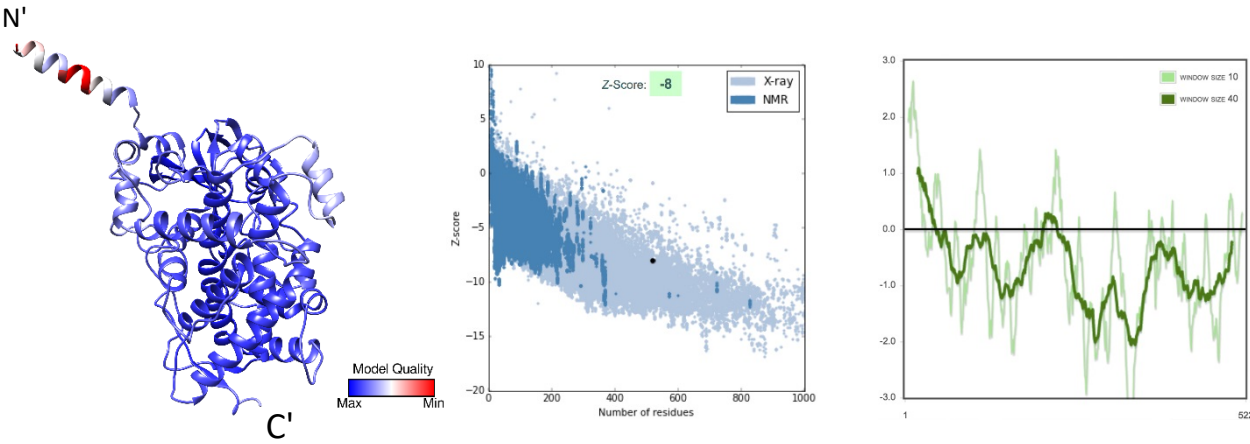 N'
C'
Model Quality
Max Min
Z-Score: -8
X-ray
NMR
10
5
0
−5
−10
−15
−20
Z-score
0 200 400 600 800 1000
Number of residues
WINDOW SIZE 10
WINDOW SIZE 40
3.0
2.0
1.0
0.0
-1.0
-2.0
-3.0
1